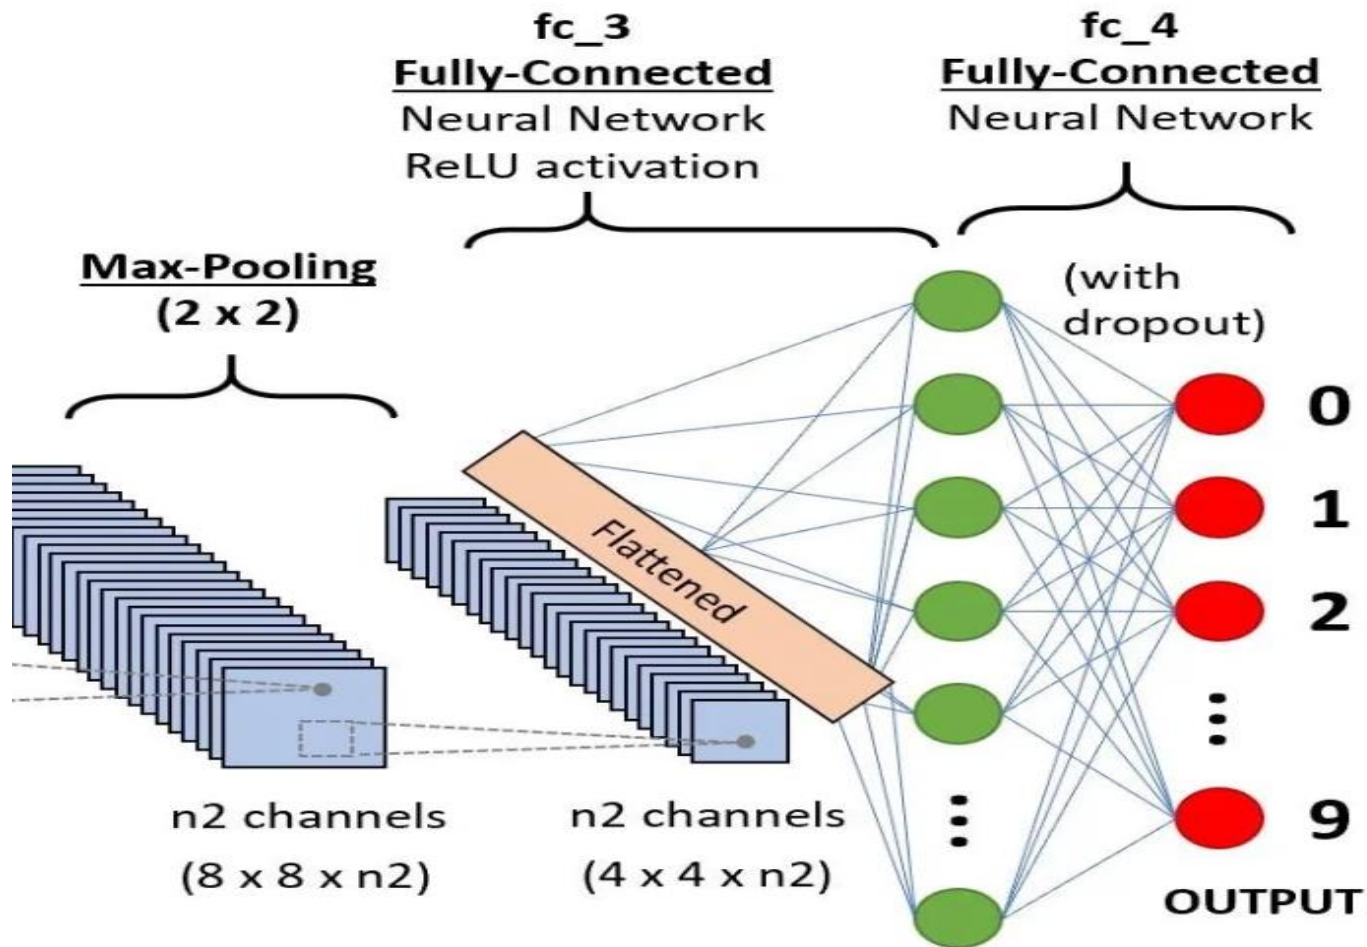 fc_3
Fully-Connected
Neural Network
ReLU activation
fc_4
Fully-Connected
Neural Network
Max-Pooling
(2 x 2)
(with
dropout)
Flattened
0
1
2
9
OUTPUT
n2 channels
(8 x 8 x n2)
n2 channels
(4 x 4 x n2)